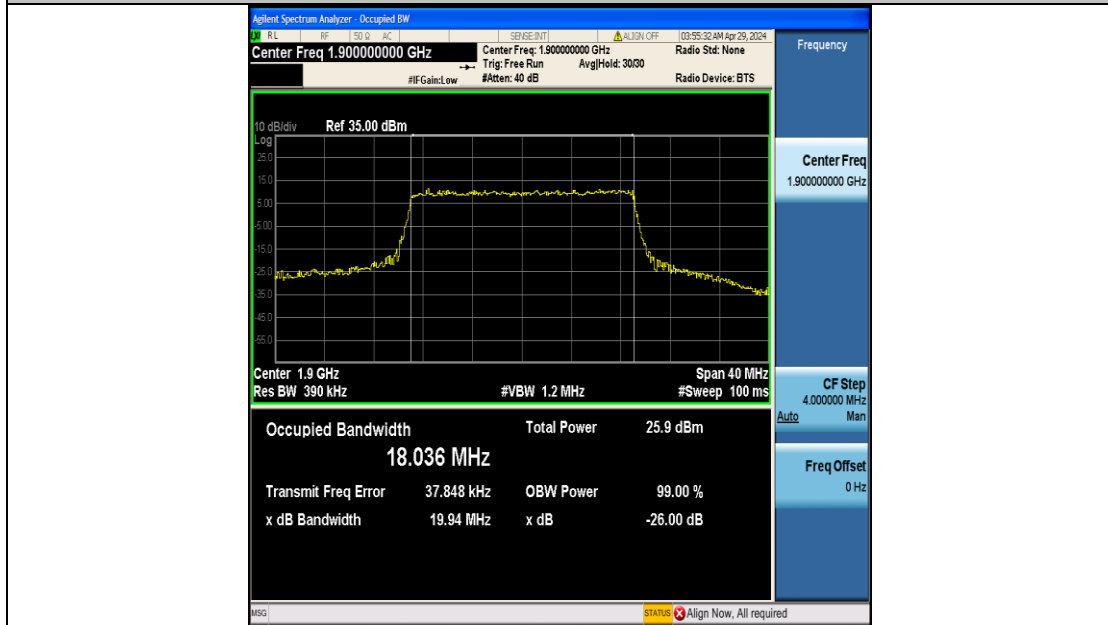 Agilent Spectrum Analyzer - Occupied BW
RL RF 50 Ω AC SENSE:INT ALIGN OFF 03:55:32 AM Apr 29, 2024
Center Freq 1.900000000 GHz
Center Freq: 1.900000000 GHz
Radio Std: None
Trig: Free Run Avg|Hold: 30/30
#IFGain:Low
#Atten: 40 dB
Radio Device: BTS
Frequency
10 dB/div Ref 35.00 dBm
Log
25.0
15.0
5.00
-5.00
-15.0
-25.0
-35.0
-45.0
-55.0
Center 1.9 GHz
Span 40 MHz
Res BW 390 kHz
#VBW 1.2 MHz
#Sweep 100 ms
Occupied Bandwidth
18.036 MHz
Total Power 25.9 dBm
Transmit Freq Error 37.848 kHz
OBW Power 99.00 %
x dB Bandwidth 19.94 MHz
x dB -26.00 dB
Center Freq
1.900000000 GHz
CF Step
4.000000 MHz
Auto Man
Freq Offset
0 Hz
MSG
STATUS Align Now, All required